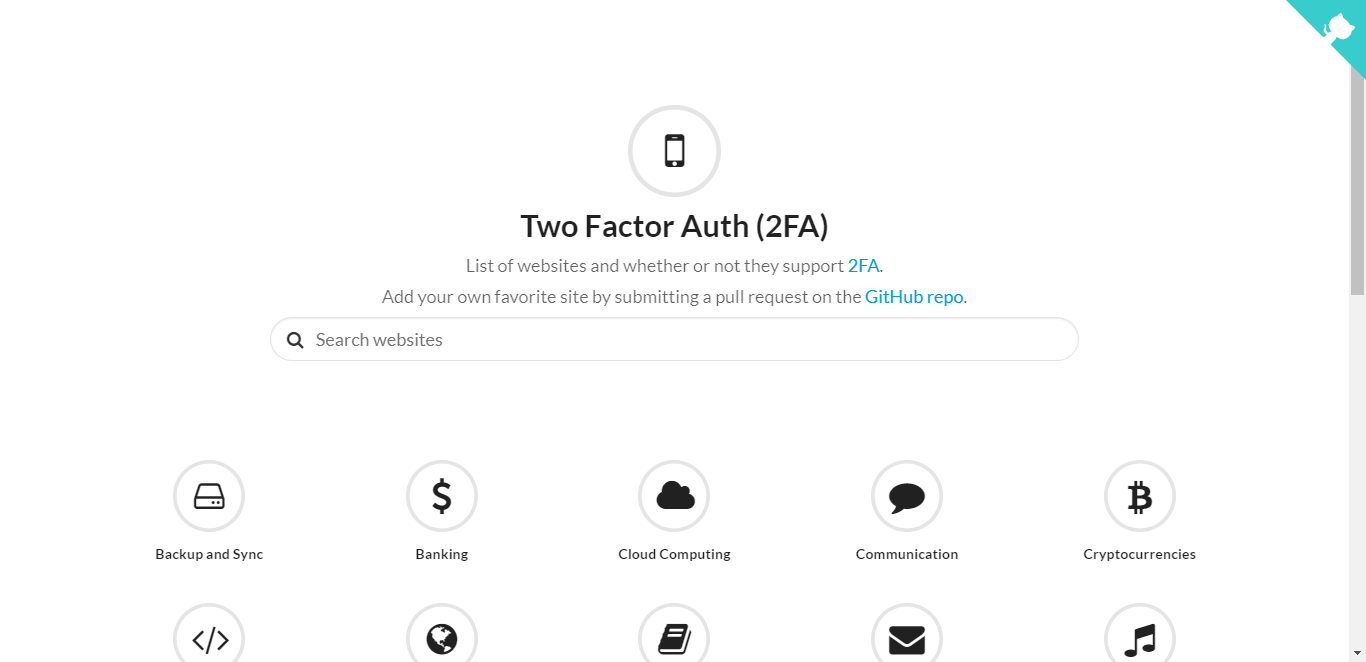 Two Factor Auth (2FA)
List of websites and whether or not they support 2FA.
Add your own favorite site by submitting a pull request on the GitHub repo.
Search websites
Backup and Sync
Banking
Cloud Computing
Communication
Cryptocurrencies